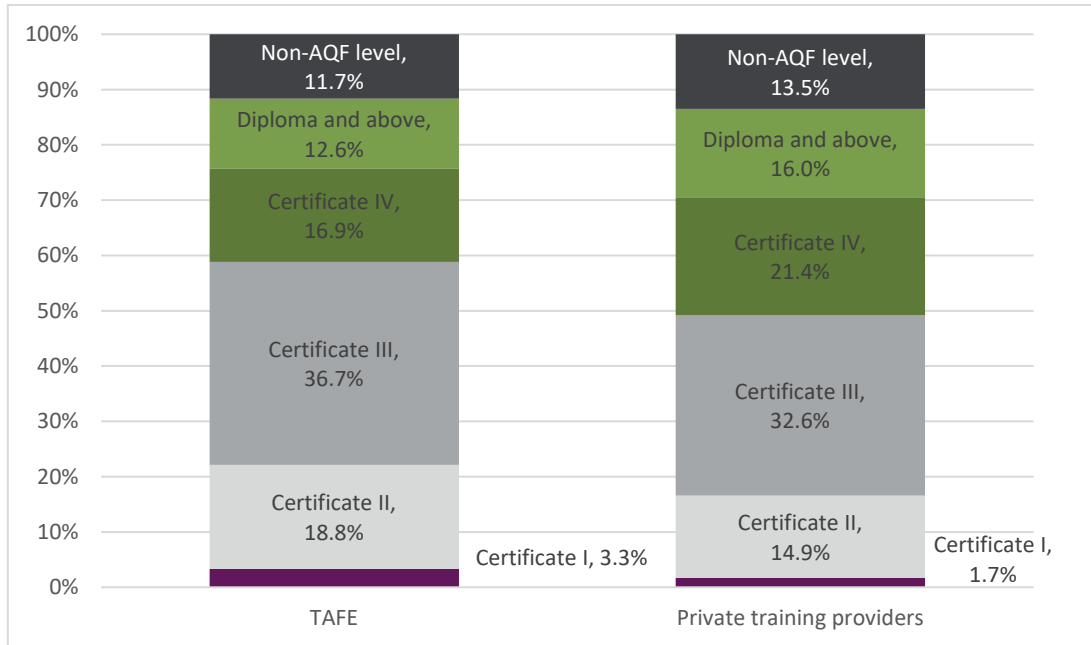 100%
90%
80%
70%
60%
50%
40%
30%
20%
10%
0%
Non-AQF level,
11.7%
Diploma and above,
12.6%
Certificate IV,
16.9%
Certificate III,
36.7%
Certificate II,
18.8%
Certificate I, 3.3%
Non-AQF level,
13.5%
Diploma and above,
16.0%
Certificate IV,
21.4%
Certificate III,
32.6%
Certificate II,
14.9%
Certificate I,
1.7%
TAFE
Private training providers